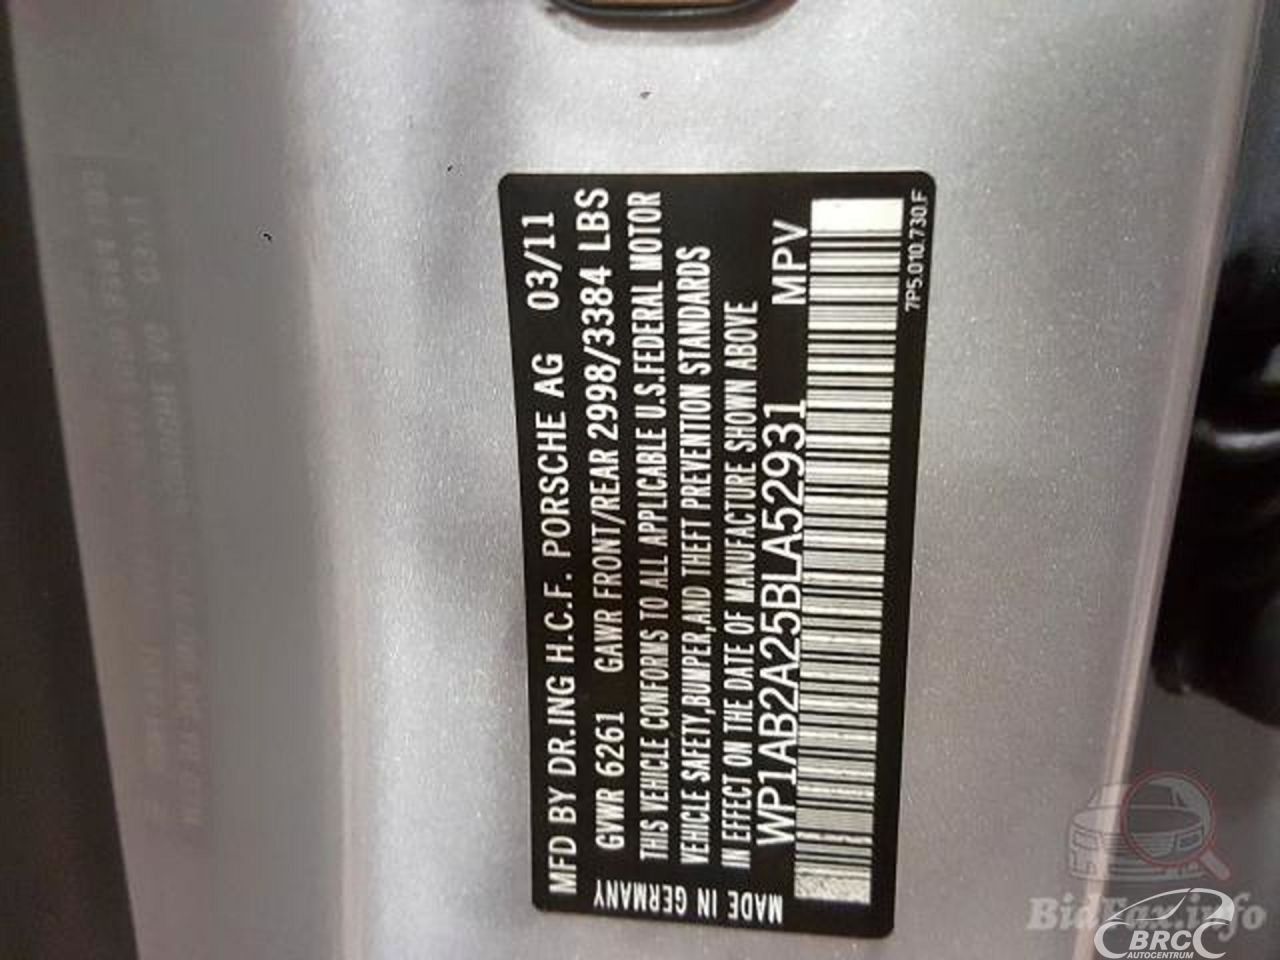 MFD BY DR.ING H.C.F. PORSCHE AG 03/11
GVWR 6261 GAWR FRONT/REAR 2998/3384 LBS
THIS VEHICLE CONFORMS TO ALL APPLICABLE U.S.FEDERAL MOTOR
VEHICLE SAFETY,BUMPER,AND THEFT PREVENTION STANDARDS
IN EFFECT ON THE DATE OF MANUFACTURE SHOWN ABOVE
WP1AB2A25BLA52931 MPV
MADE IN GERMANY
7P5.010.730.F
BidFax.info
BRC
AUTOCENTRUM